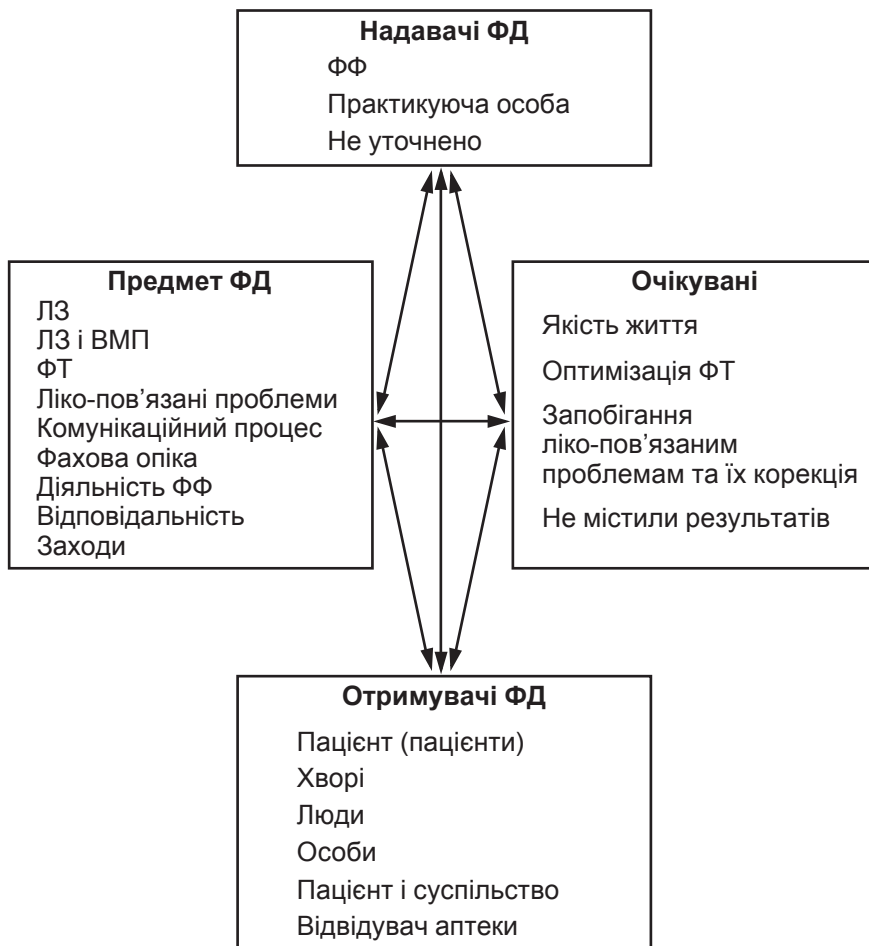 Надавачі ФД
ФФ
Практикуюча особа
Не уточнено
Предмет ФД
ЛЗ
ЛЗ і ВМП
ФТ
Ліко-пов’язані проблеми
Комунікаційний процес
Фахова опіка
Діяльність ФФ
Відповідальність
Заходи
Очікувані
Якість життя
Оптимізація ФТ
Запобігання
ліко-пов’язаним
проблемам та їх корекція
Не містили результатів
Отримувачі ФД
Пацієнт (пацієнти)
Хворі
Люди
Особи
Пацієнт і суспільство
Відвідувач аптеки